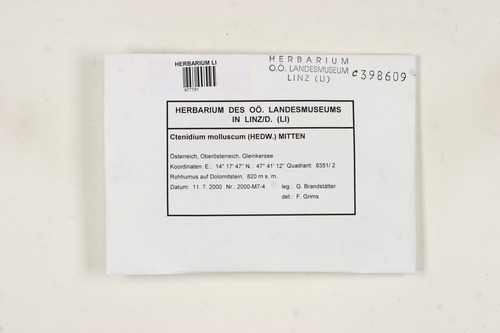 HERBARIUM LI
977791
HERBARIUM
O.Ö. LANDESMUSEUM
LINZ (LI)
C398609
HERBARIUM DES OÖ. LANDESMUSEUMS
IN LINZ/D. (LI)
Ctenidium molluscum (HEDW.) MITTEN
Österreich, Oberösterreich, Gleinkersee
Koordinaten: E.: 14° 17' 47" N.: 47° 41' 12" Quadrant: 8351/ 2
Rohhumus auf Dolomitstein, 820 m s. m.
Datum: 11. 7. 2000 Nr.: 2000-M7-4 leg.: G. Brandstätter
det.: F. Grims